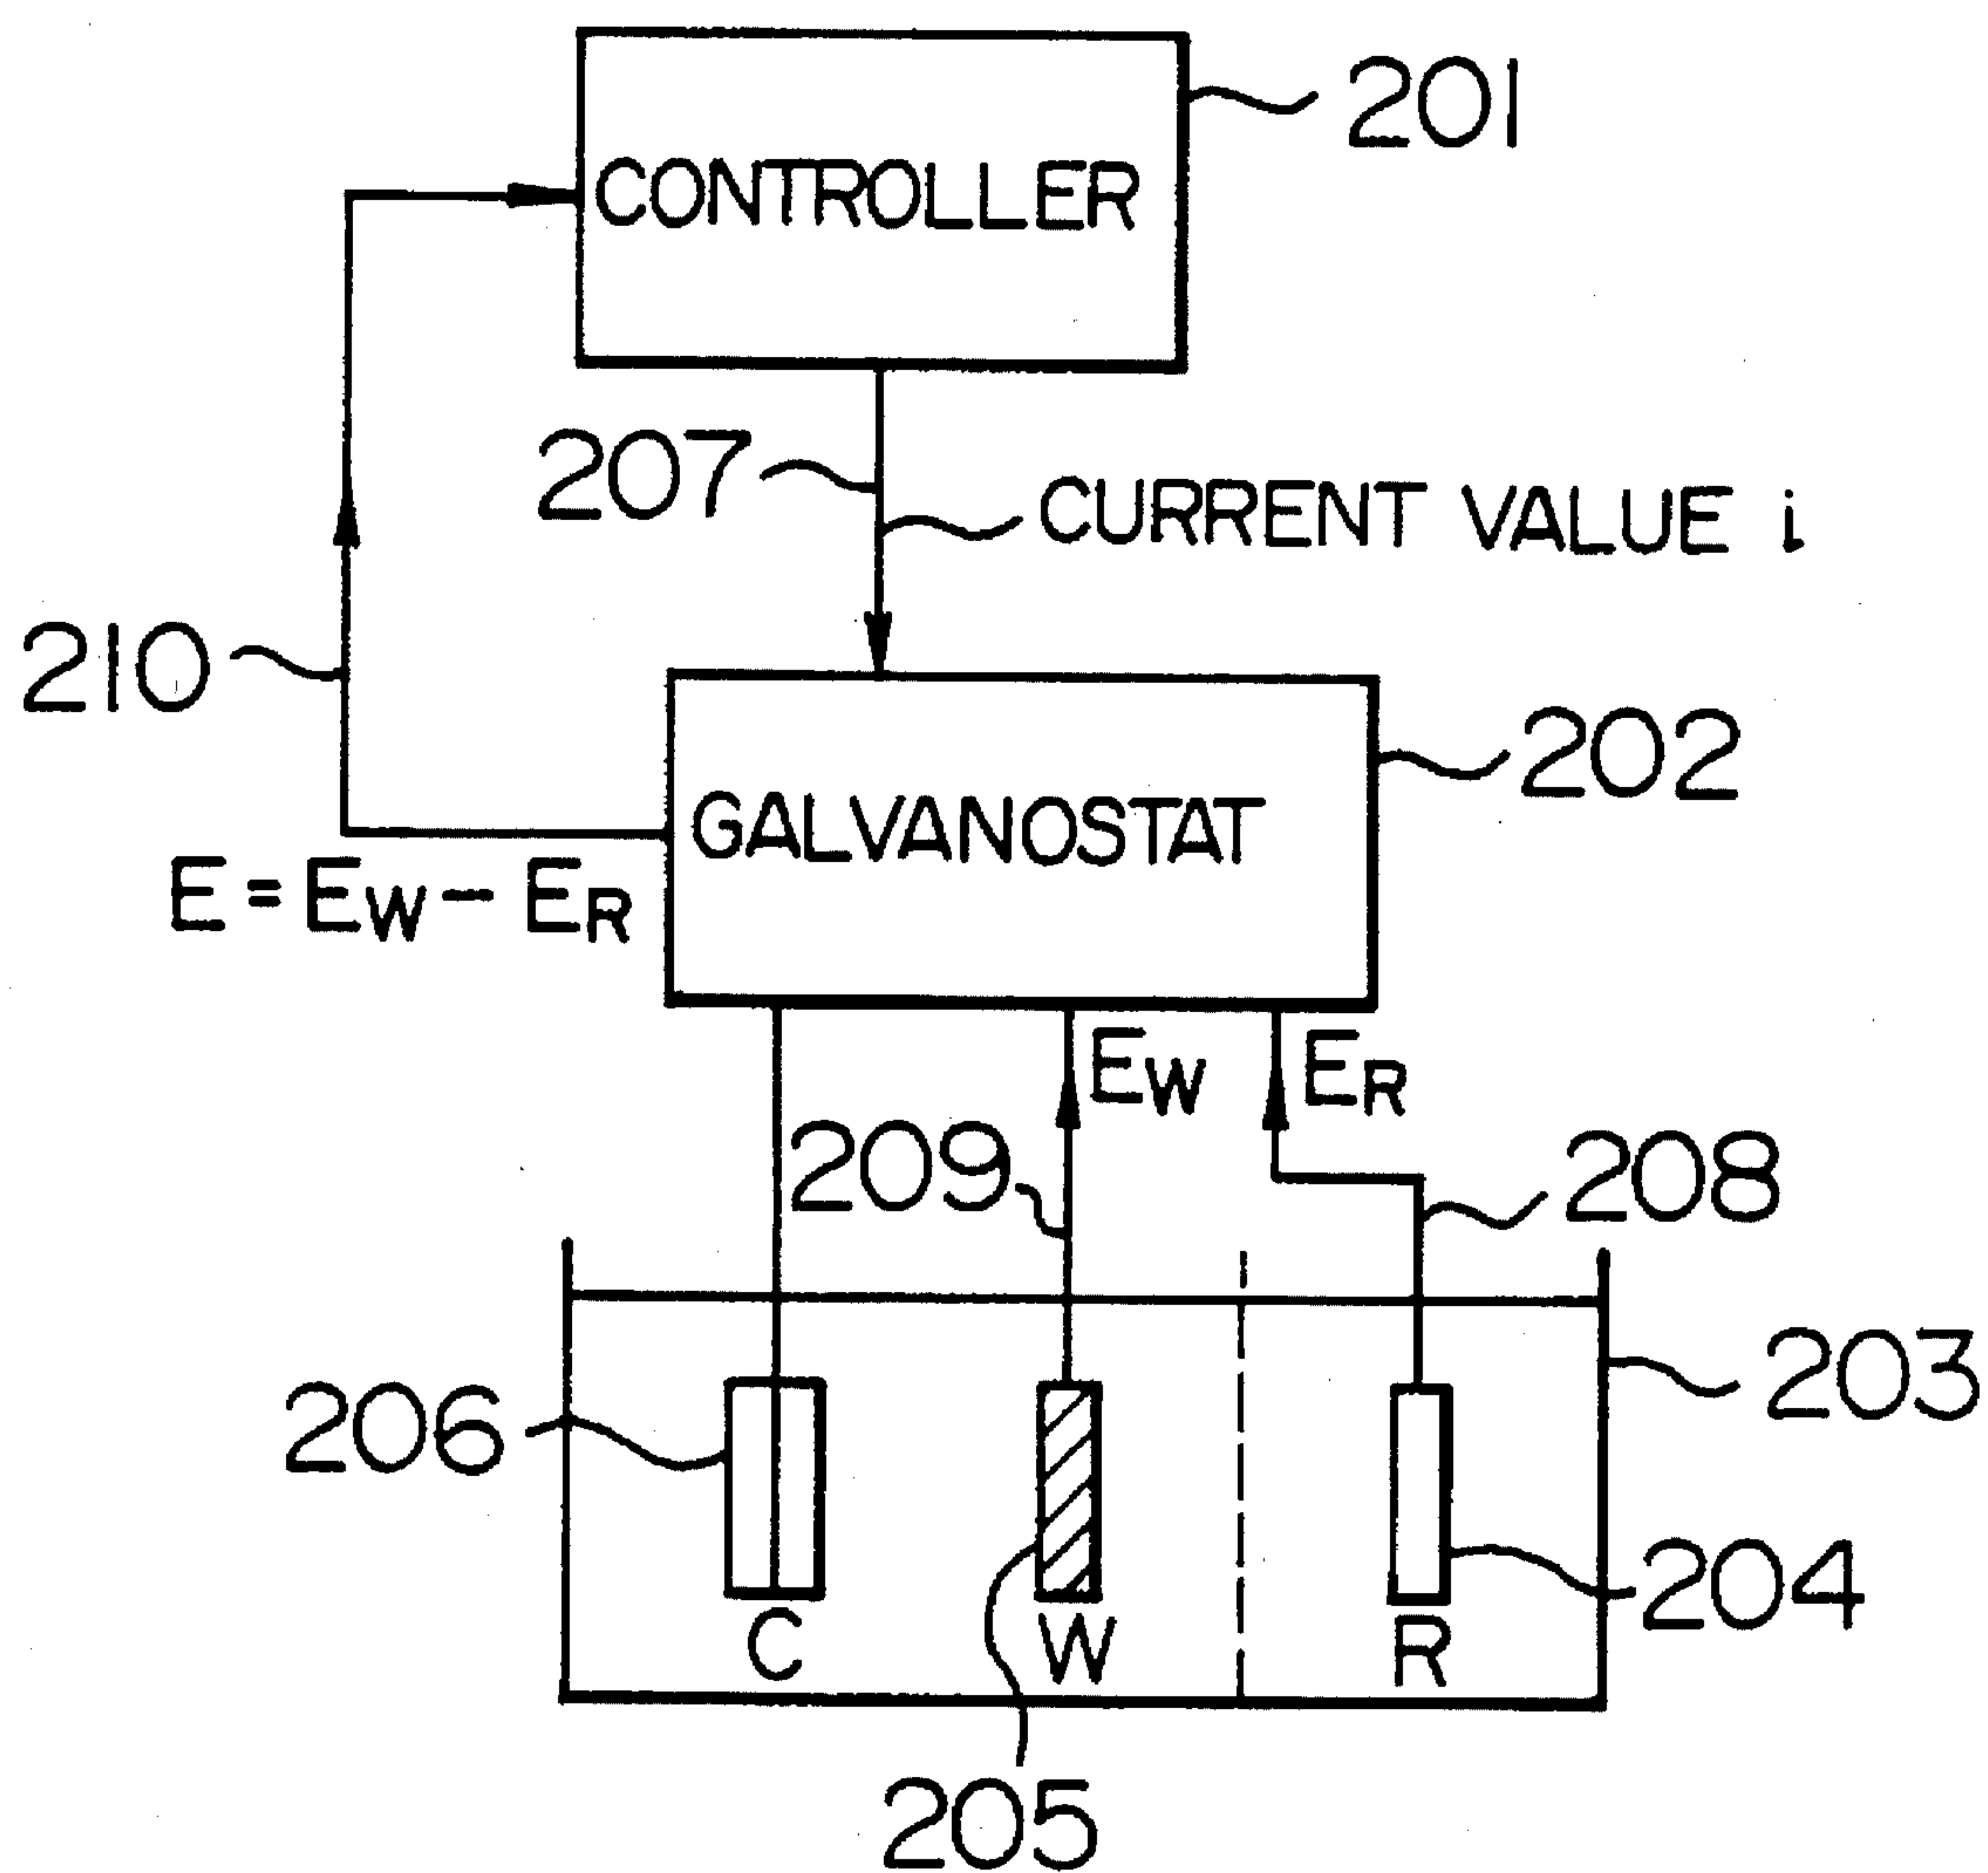 201
CONTROLLER
207
CURRENT VALUE i
210
202
GALVANOSTAT
E = EW - ER
EW
ER
209
208
203
206
204
C
W
R
205